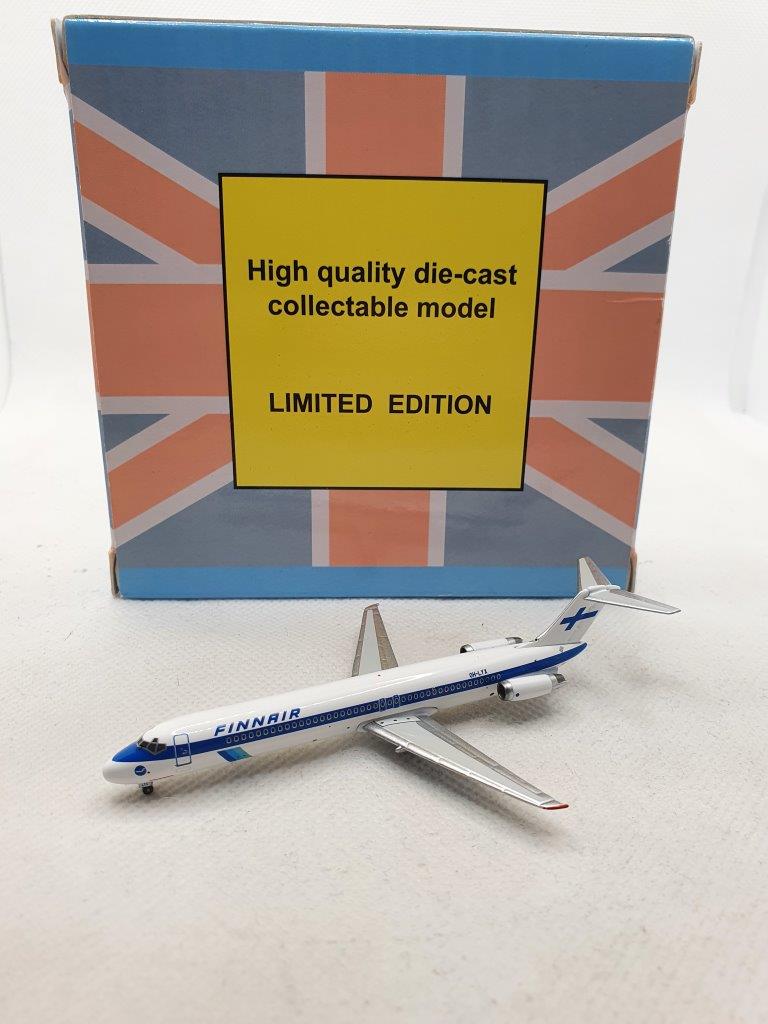 High quality die-cast
collectable model
LIMITED EDITION
FINNAIR